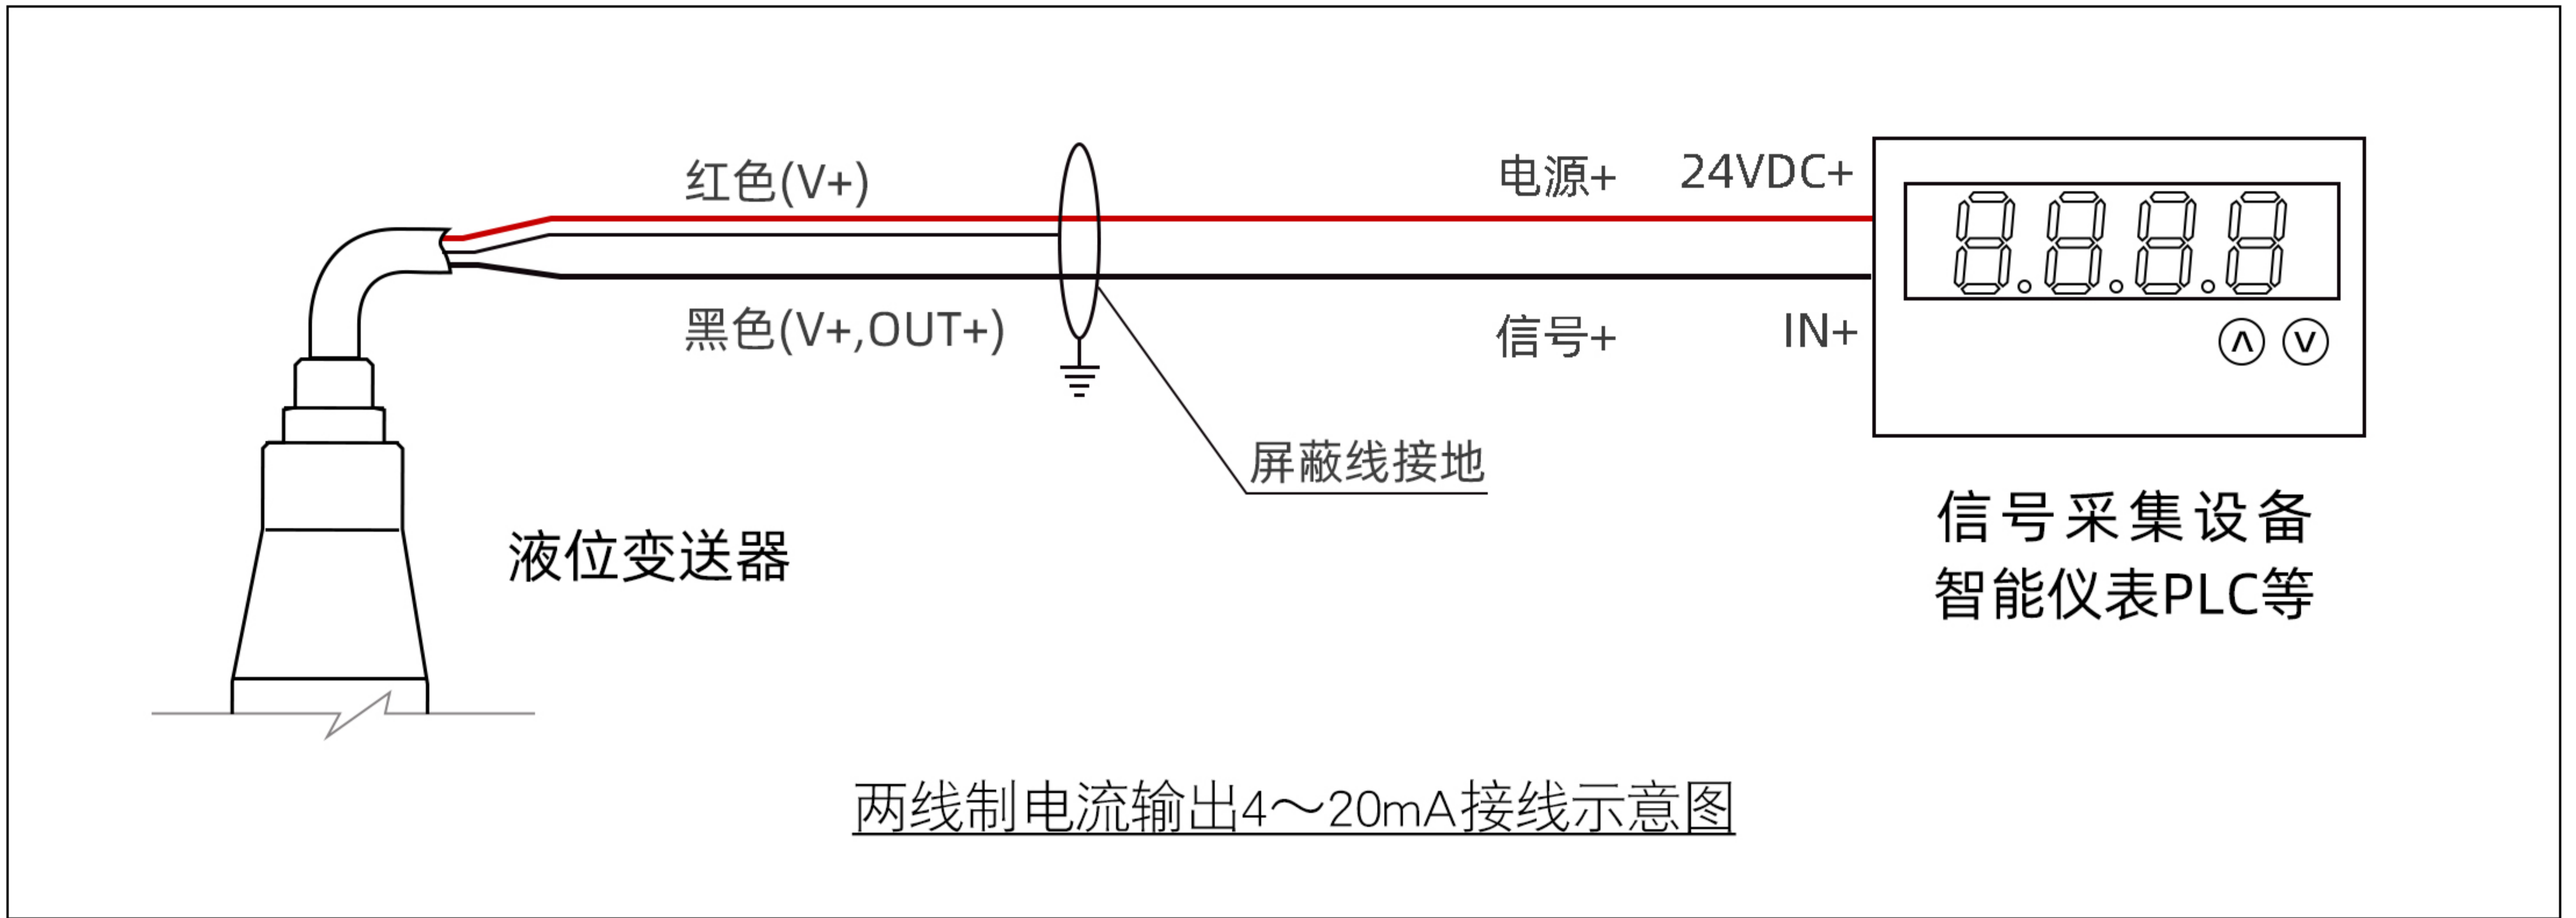 红色(V+)
电源+ 24VDC+
黑色(V+,OUT+)
信号+ IN+
屏蔽线接地
液位变送器
信号采集设备
智能仪表PLC等
两线制电流输出4～20mA接线示意图